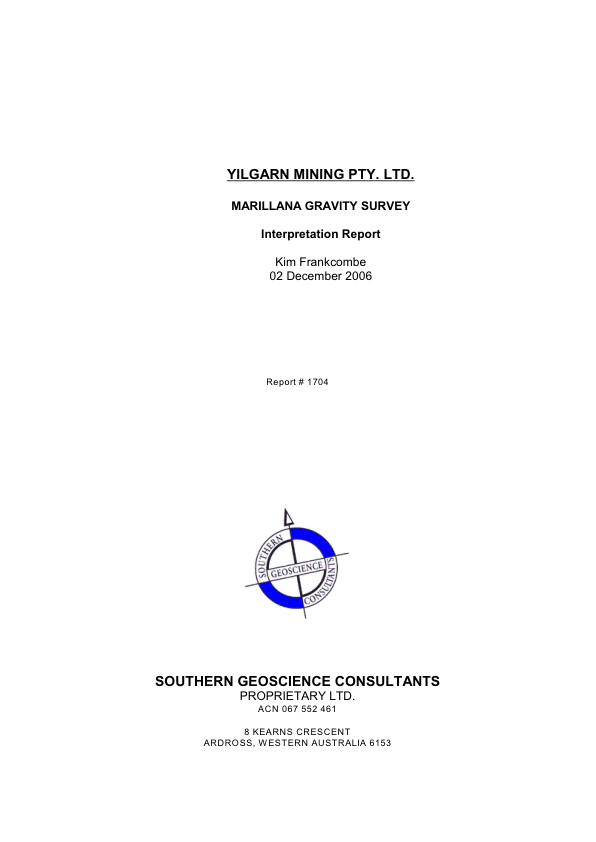 YILGARN MINING PTY. LTD.
MARILLANA GRAVITY SURVEY
Interpretation Report
Kim Frankcombe
02 December 2006
Report # 1704
SOUTHERN
GEOSCIENCE
CONSULTANTS
SOUTHERN GEOSCIENCE CONSULTANTS
PROPRIETARY LTD.
ACN 067 552 461
8 KEARNS CRESCENT
ARDROSS, WESTERN AUSTRALIA 6153